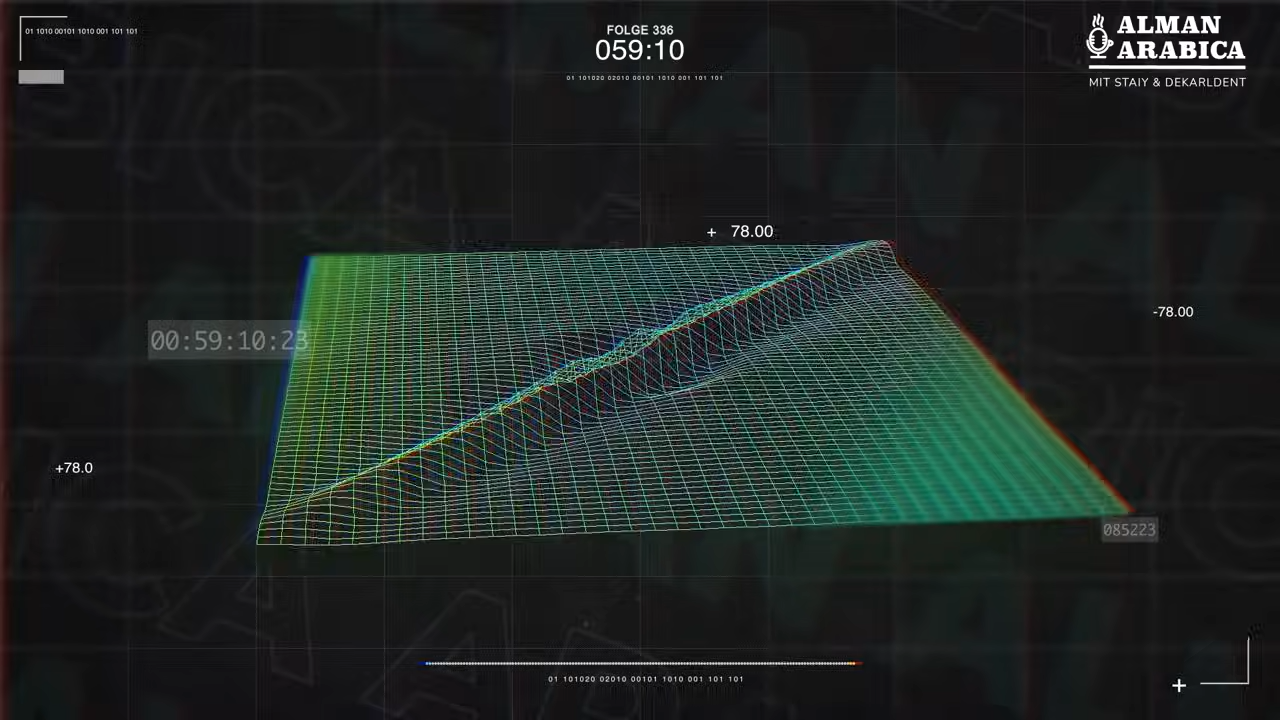 01 1010 00101 1010 001 101 101
FOLGE 336
059:10
01 101020 02010 00101 1010 001 101 101
ALMAN
ARABICA
MIT STAIY & DEKARLDENT
+ 78.00
-78.00
00:59:10:23
+78.0
085223
01 101020 02010 00101 1010 001 101 101
+